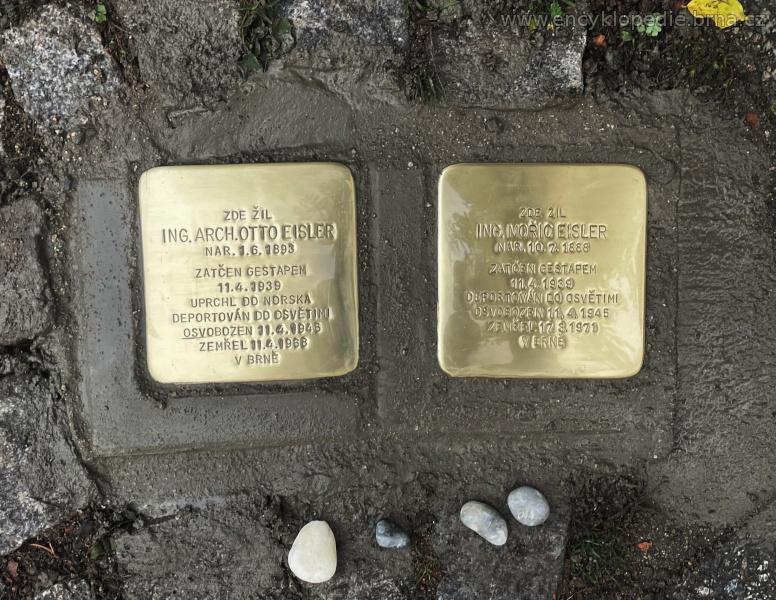 www.encyklopedie.brna.cz
ZDE ŽIL
ING. ARCH. OTTO EISLER
NAR. 1.6.1893
ZATČEN GESTAPEM
11.4.1939
UPRCHL DO NORSKA
DEPORTOVÁN DO OSVĚTIMI
OSVOBOZEN 11.4.1945
ZEMŘEL 11.4.1968
V BRNĚ
ZDE ŽIL
ING. MOŘIC EISLER
NAR. 10.7.1888
ZATČEN GESTAPEM
11.4.1939
DEPORTOVÁN DO OSVĚTIMI
OSVOBOZEN 11.4.1945
ZEMŘEL 17.3.1971
V BRNĚ